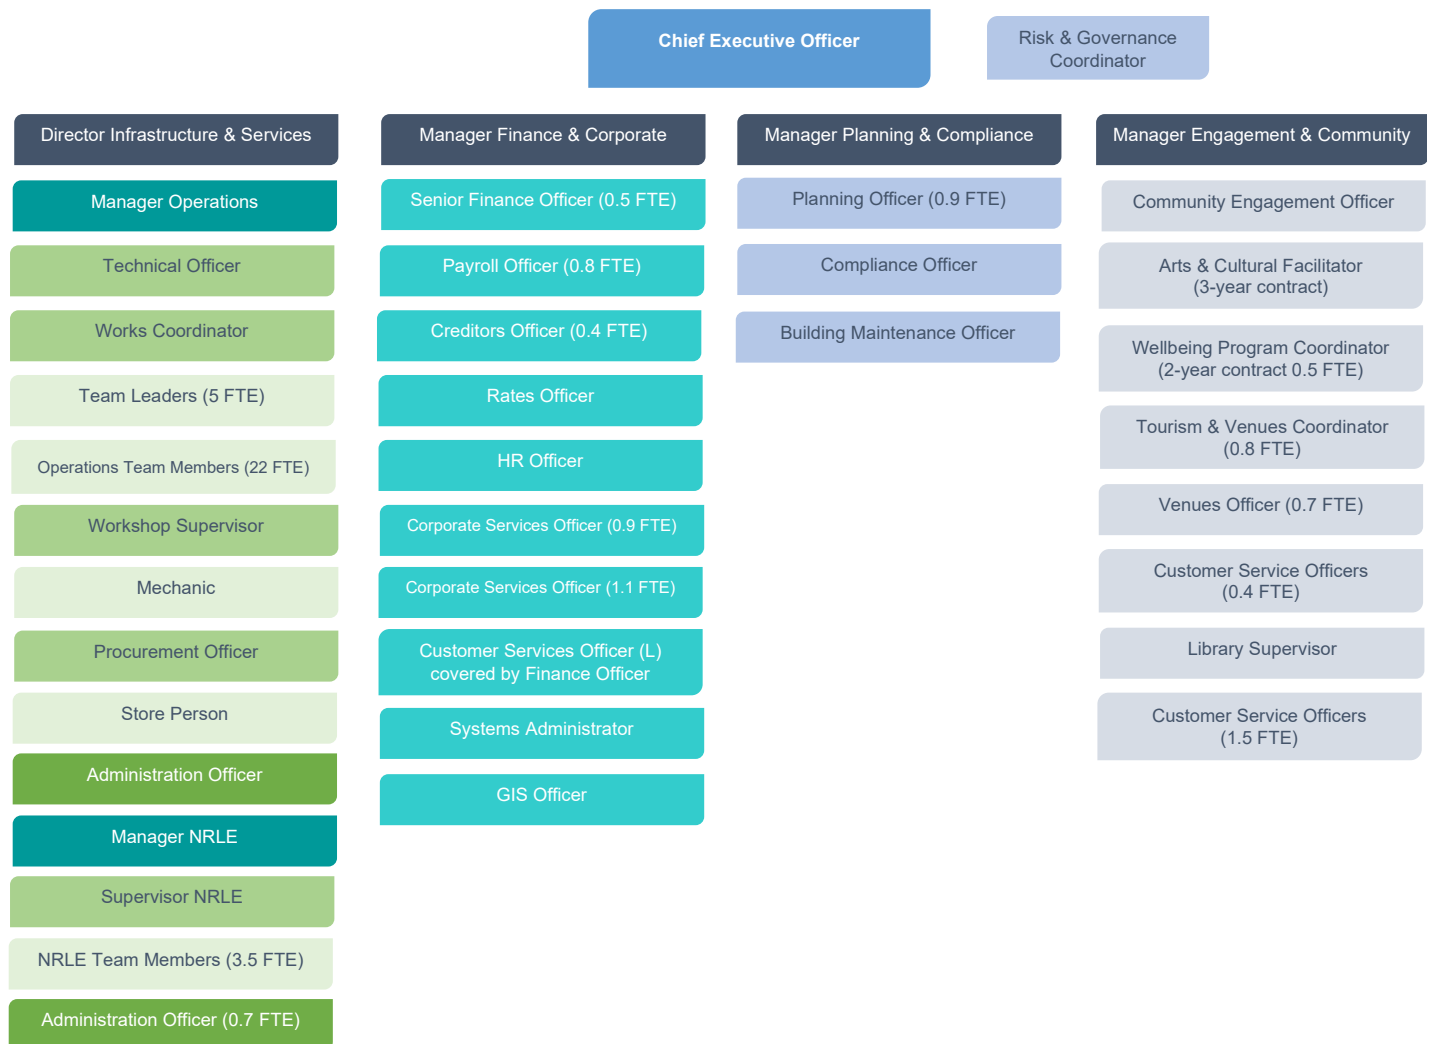 Chief Executive Officer
Risk & Governance
Coordinator
Director Infrastructure & Services
Manager Operations
Technical Officer
Works Coordinator
Team Leaders (5 FTE)
Operations Team Members (22 FTE)
Workshop Supervisor
Mechanic
Procurement Officer
Store Person
Administration Officer
Manager NRLE
Supervisor NRLE
NRLE Team Members (3.5 FTE)
Administration Officer (0.7 FTE)
Manager Finance & Corporate
Senior Finance Officer (0.5 FTE)
Payroll Officer (0.8 FTE)
Creditors Officer (0.4 FTE)
Rates Officer
HR Officer
Corporate Services Officer (0.9 FTE)
Corporate Services Officer (1.1 FTE)
Customer Services Officer (L)
covered by Finance Officer
Systems Administrator
GIS Officer
Manager Planning & Compliance
Planning Officer (0.9 FTE)
Compliance Officer
Building Maintenance Officer
Manager Engagement & Community
Community Engagement Officer
Arts & Cultural Facilitator
(3-year contract)
Wellbeing Program Coordinator
(2-year contract 0.5 FTE)
Tourism & Venues Coordinator
(0.8 FTE)
Venues Officer (0.7 FTE)
Customer Service Officers
(0.4 FTE)
Library Supervisor
Customer Service Officers
(1.5 FTE)